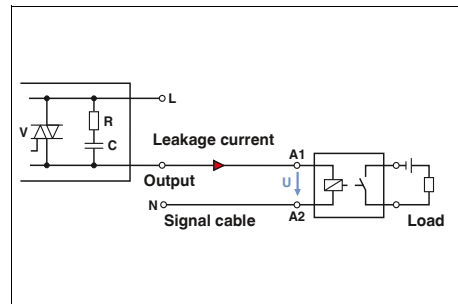 L
R
V
C
Leakage current
A1
Output
U
N
Signal cable
A2
Load